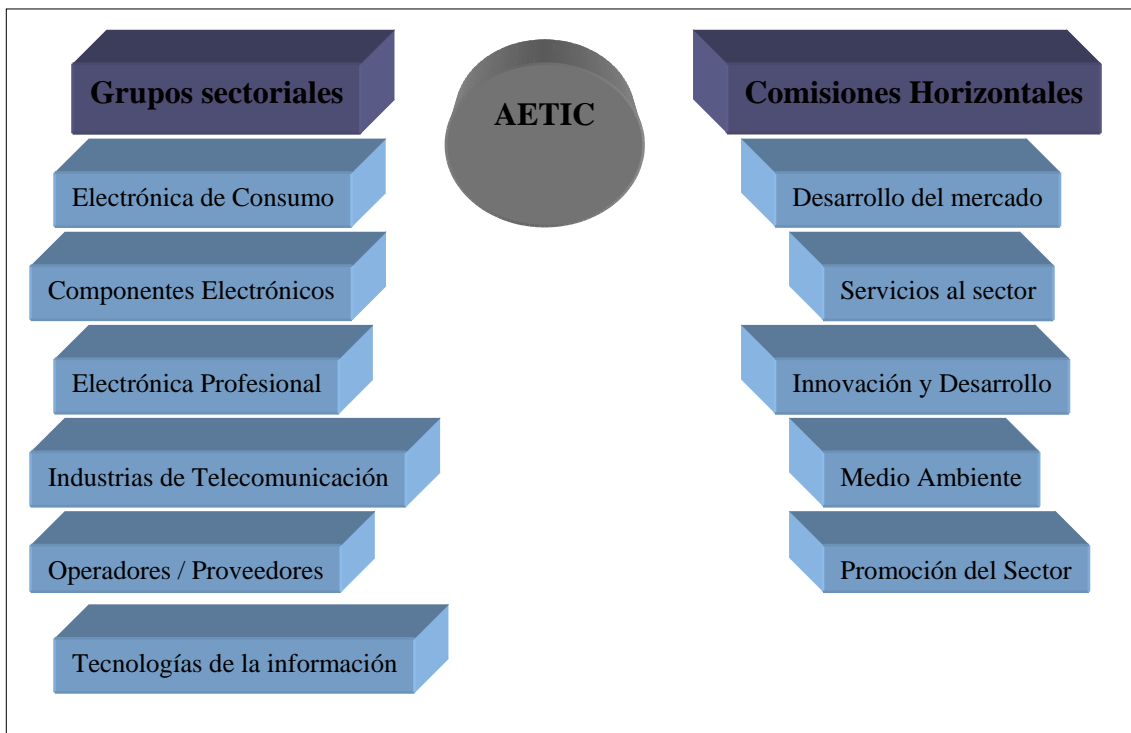 Grupos sectoriales
Electrónica de Consumo
Componentes Electrónicos
Electrónica Profesional
Industrias de Telecomunicación
Operadores / Proveedores
Tecnologías de la información
AETIC
Comisiones Horizontales
Desarrollo del mercado
Servicios al sector
Innovación y Desarrollo
Medio Ambiente
Promoción del Sector